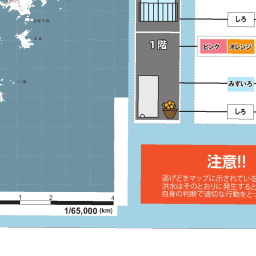 しろ
1階
ピンク
オレンジ
みずいろ
しろ
注意!!
逃げどきマップに示されている
洪水はそのとおりに発生すると
自身の判断で適切な行動をとっ
1 2 4
1/65,000 (km)